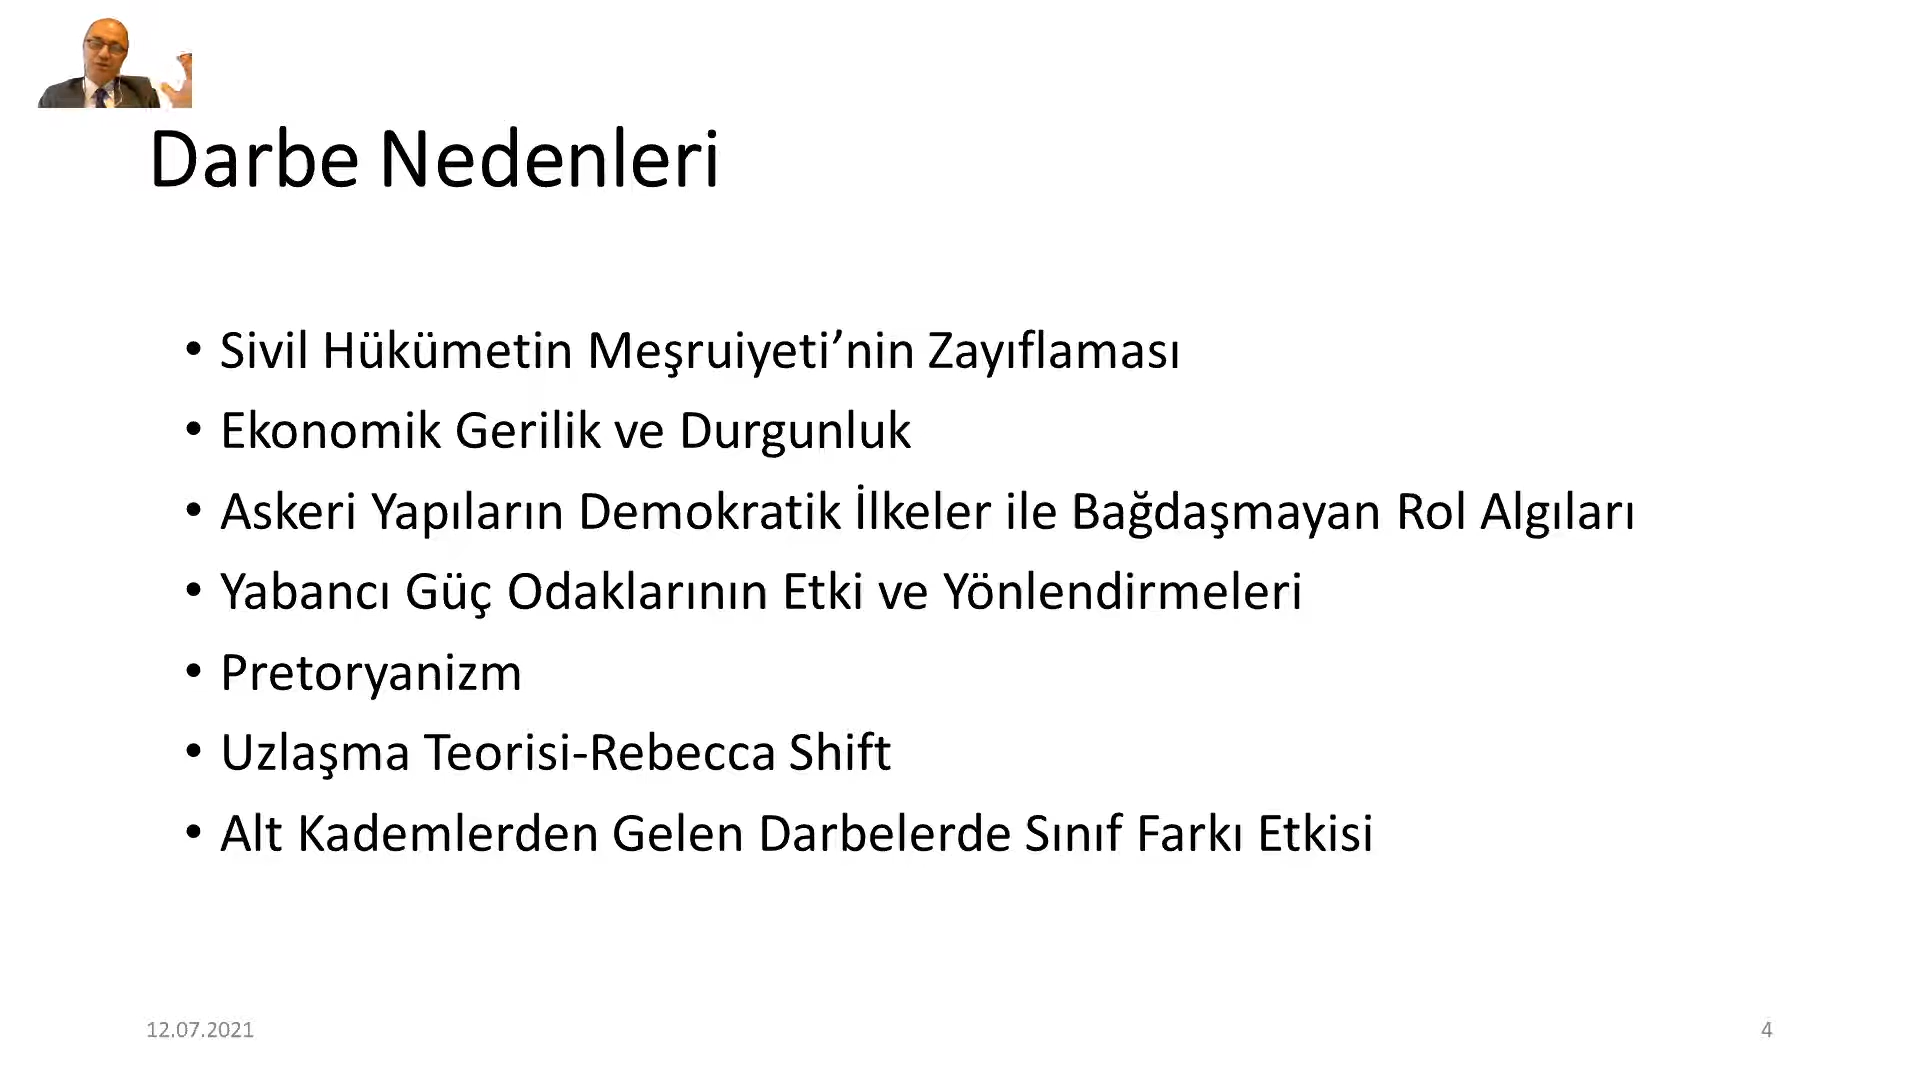 Darbe Nedenleri
• Sivil Hükümetin Meşruiyeti’nin Zayıflaması
• Ekonomik Gerilik ve Durgunluk
• Askeri Yapıların Demokratik İlkeler ile Bağdaşmayan Rol Algıları
• Yabancı Güç Odaklarının Etki ve Yönlendirmeleri
• Pretoryanizm
• Uzlaşma Teorisi-Rebecca Shift
• Alt Kademlerden Gelen Darbelerde Sınıf Farkı Etkisi
12.07.2021
4